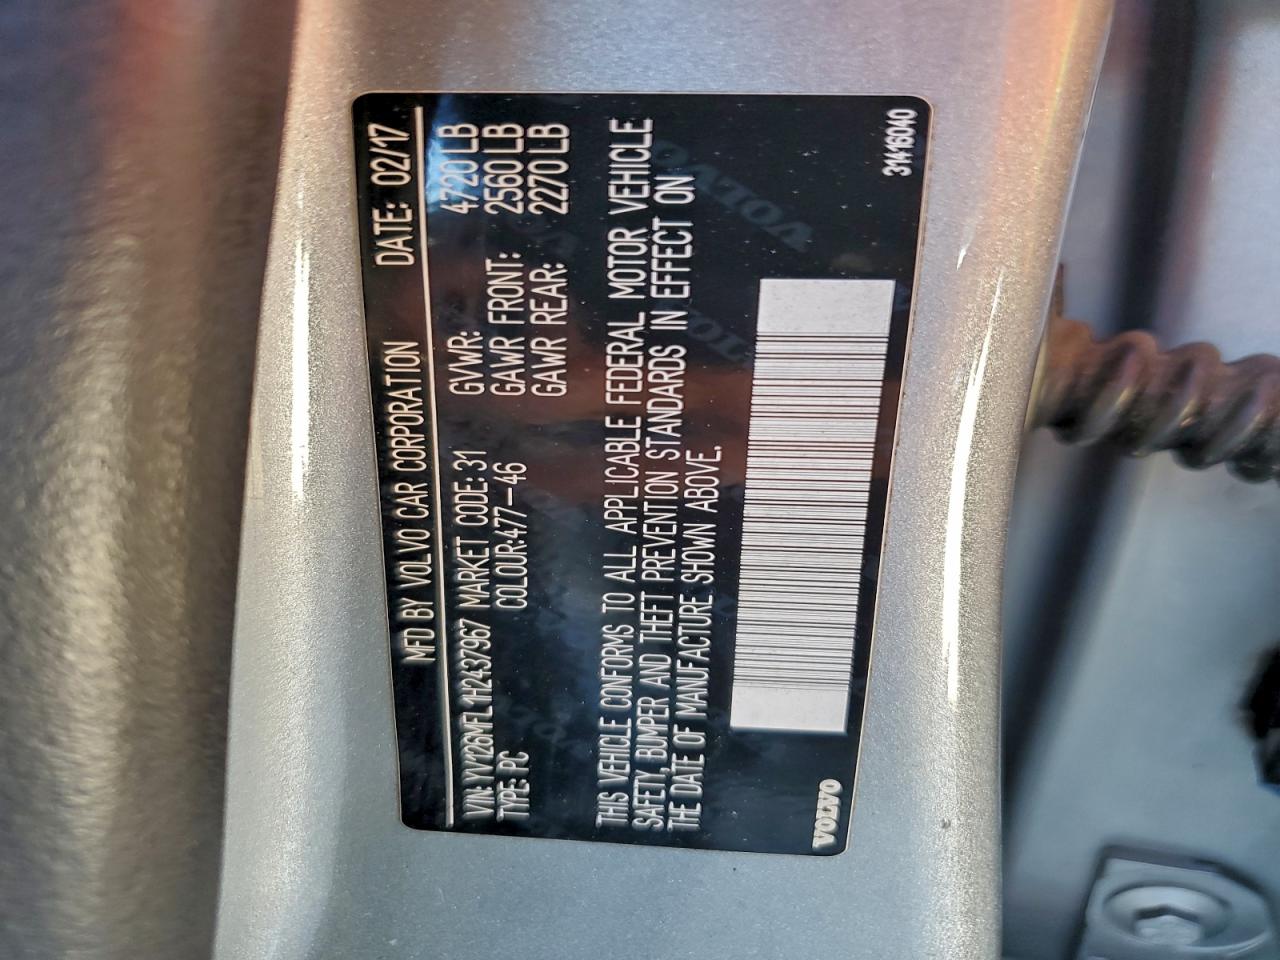 MFD BY VOLVO CAR CORPORATION DATE: 02/17
VIN: YV126MFL1H2437967 MARKET CODE: 31 GVWR: 4720 LB
TYPE: PC COLOUR:477-46 GAWR FRONT: 2560 LB
GAWR REAR: 2270 LB
THIS VEHICLE CONFORMS TO ALL APPLICABLE FEDERAL MOTOR VEHICLE
SAFETY, BUMPER AND THEFT PREVENTION STANDARDS IN EFFECT ON
THE DATE OF MANUFACTURE SHOWN ABOVE.
VOLVO 31416040